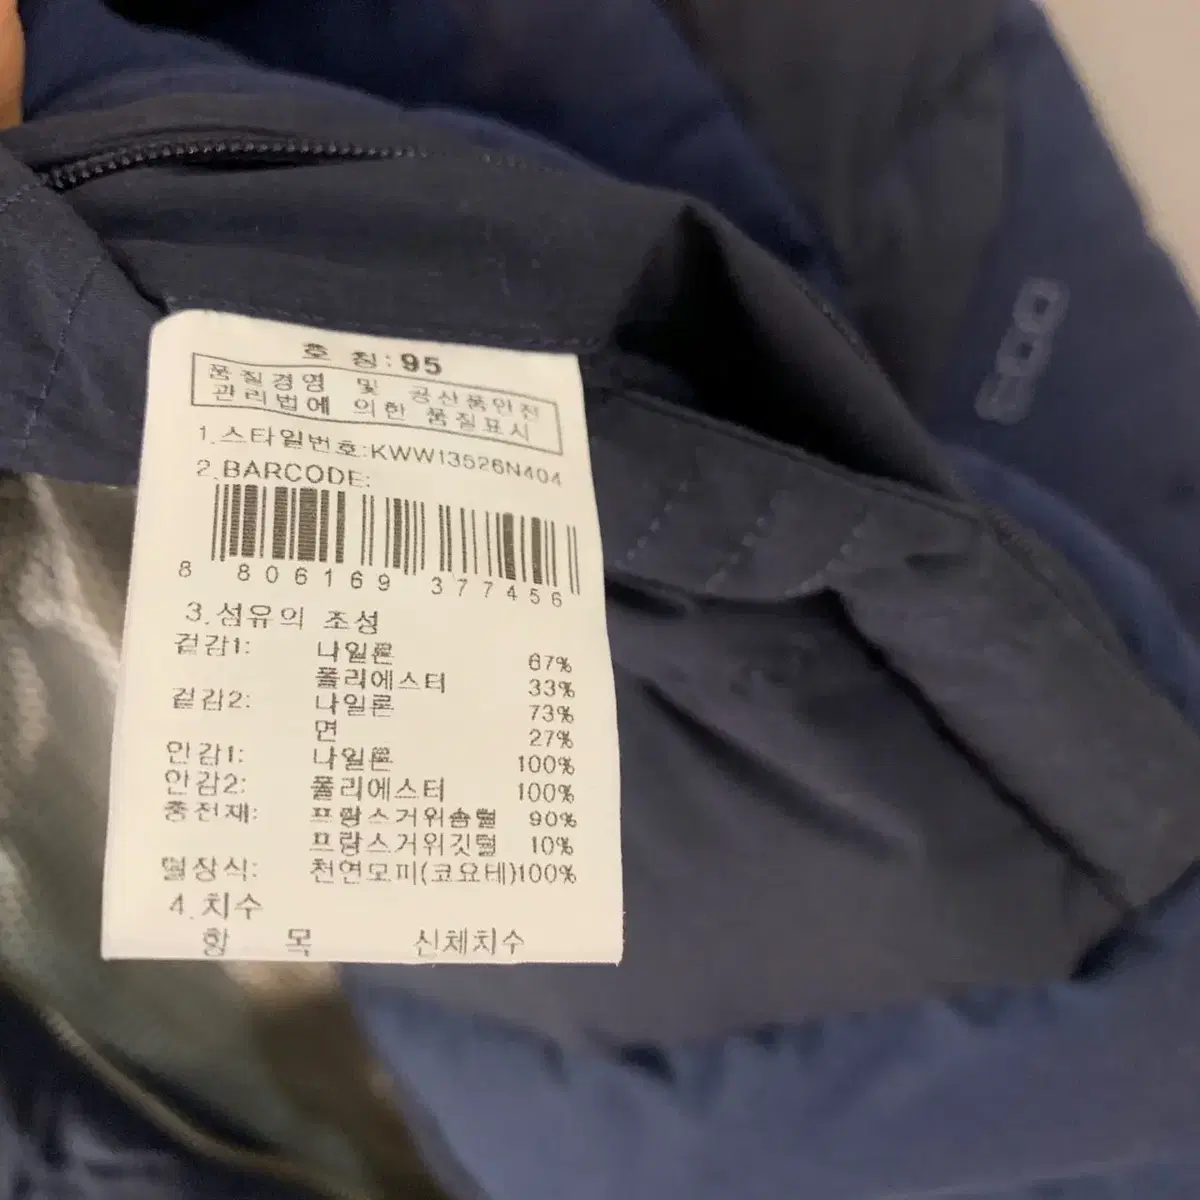 호 칭: 95
품질경영 및 공산품안전
관리법에 의한 품질표시
1.스타일번호:KWW13526N404
2.BARCODE:
8 806169 377456
3.섬유의 조성
겉감1: 나일론 67%
폴리에스터 33%
겉감2: 나일론 73%
면 27%
안감1: 나일론 100%
안감2: 폴리에스터 100%
충전재: 프랑스거위솜털 90%
프랑스거위깃털 10%
털장식: 천연모피(코요테)100%
4.치수
항 목 신체치수